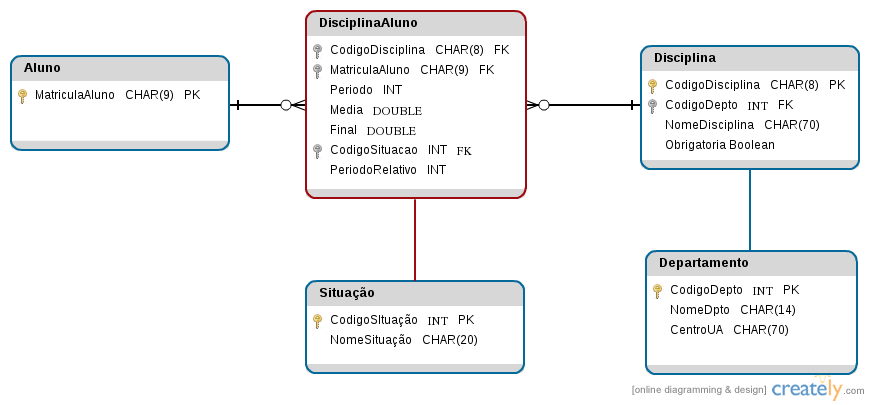 DisciplinaAluno
CodigoDisciplina CHAR(8) FK
MatriculaAluno CHAR(9) FK
Periodo INT
Media DOUBLE
Final DOUBLE
CodigoSituacao INT FK
PeriodoRelativo INT
Aluno
MatriculaAluno CHAR(9) PK
Disciplina
CodigoDisciplina CHAR(8) PK
CodigoDepto INT FK
NomeDisciplina CHAR(70)
Obrigatoria Boolean
Situação
CodigoSItuação INT PK
NomeSituação CHAR(20)
Departamento
CodigoDepto INT PK
NomeDpto CHAR(14)
CentroUA CHAR(70)
[online diagramming & design] creately.com